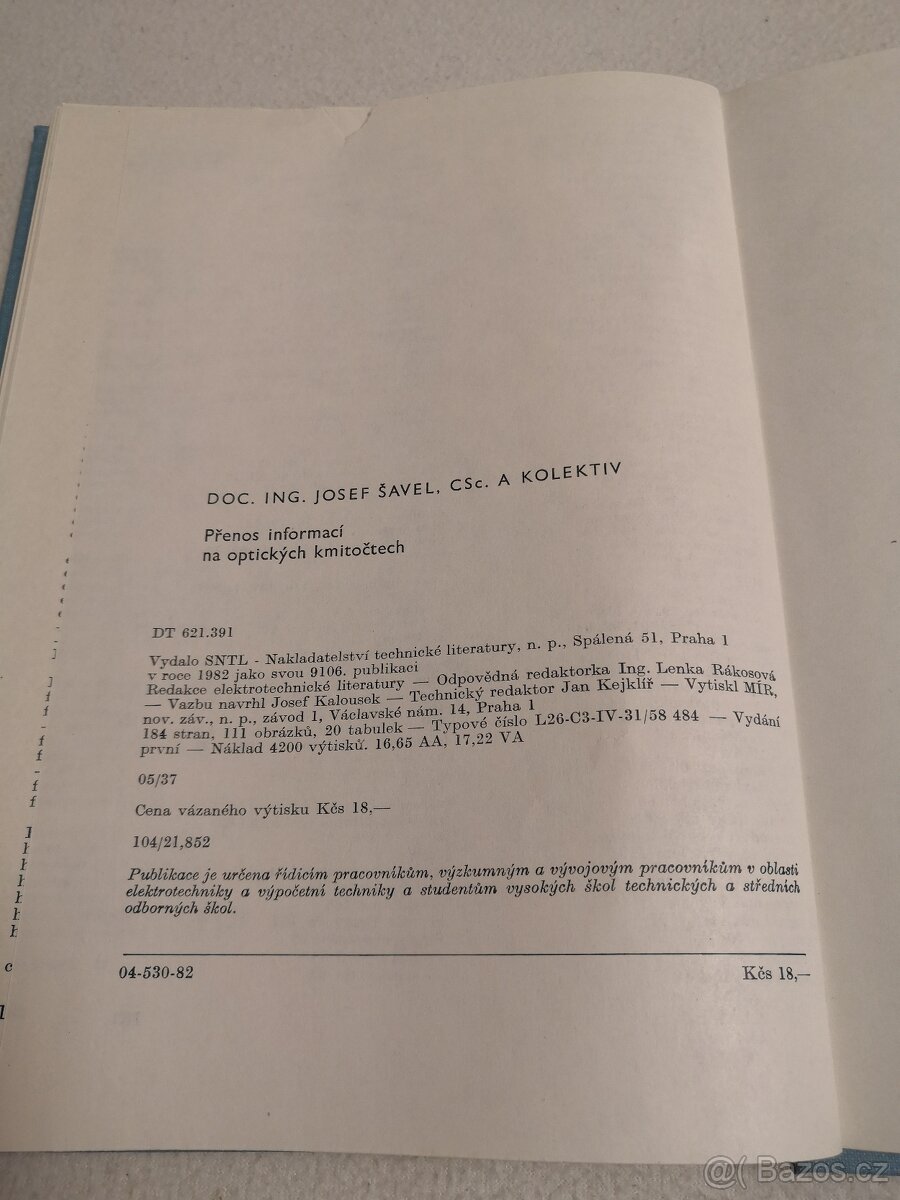 DOC. ING. JOSEF ŠAVEL, CSc. A KOLEKTIV
Přenos informací
na optických kmitočtech
DT 621.391
Vydalo SNTL - Nakladatelství technické literatury, n. p., Spálená 51, Praha 1
v roce 1982 jako svou 9106. publikaci
Redakce elektrotechnické literatury — Odpovědná redaktorka Ing. Lenka Rákosová
— Vazbu navrhl Josef Kalousek — Technický redaktor Jan Kejklíř — Vytiskl MÍR,
nov. záv., n. p., závod 1, Václavské nám. 14, Praha 1
184 stran, 111 obrázků, 20 tabulek — Typové číslo L26-C3-IV-31/58 484 — Vydání
první — Náklad 4200 výtisků. 16,65 AA, 17,22 VA
05/37
Cena vázaného výtisku Kčs 18,—
104/21,852
Publikace je určena řídicím pracovníkům, výzkumným a vývojovým pracovníkům v oblasti
elektrotechniky a výpočetní techniky a studentům vysokých škol technických a středních
odborných škol.
04-530-82 Kčs 18,—
@( Bazos.cz